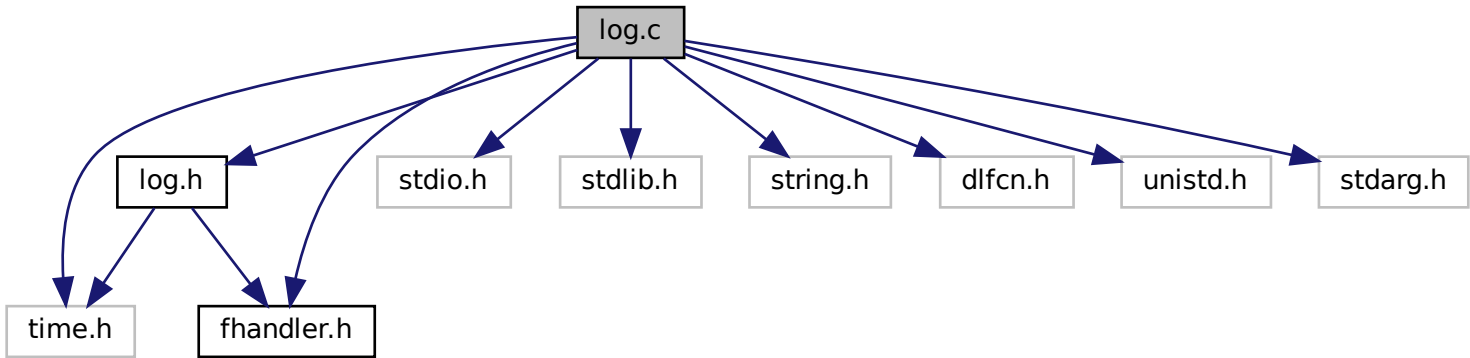 log.c
log.h
stdio.h
stdlib.h
string.h
dlfcn.h
unistd.h
stdarg.h
time.h
fhandler.h